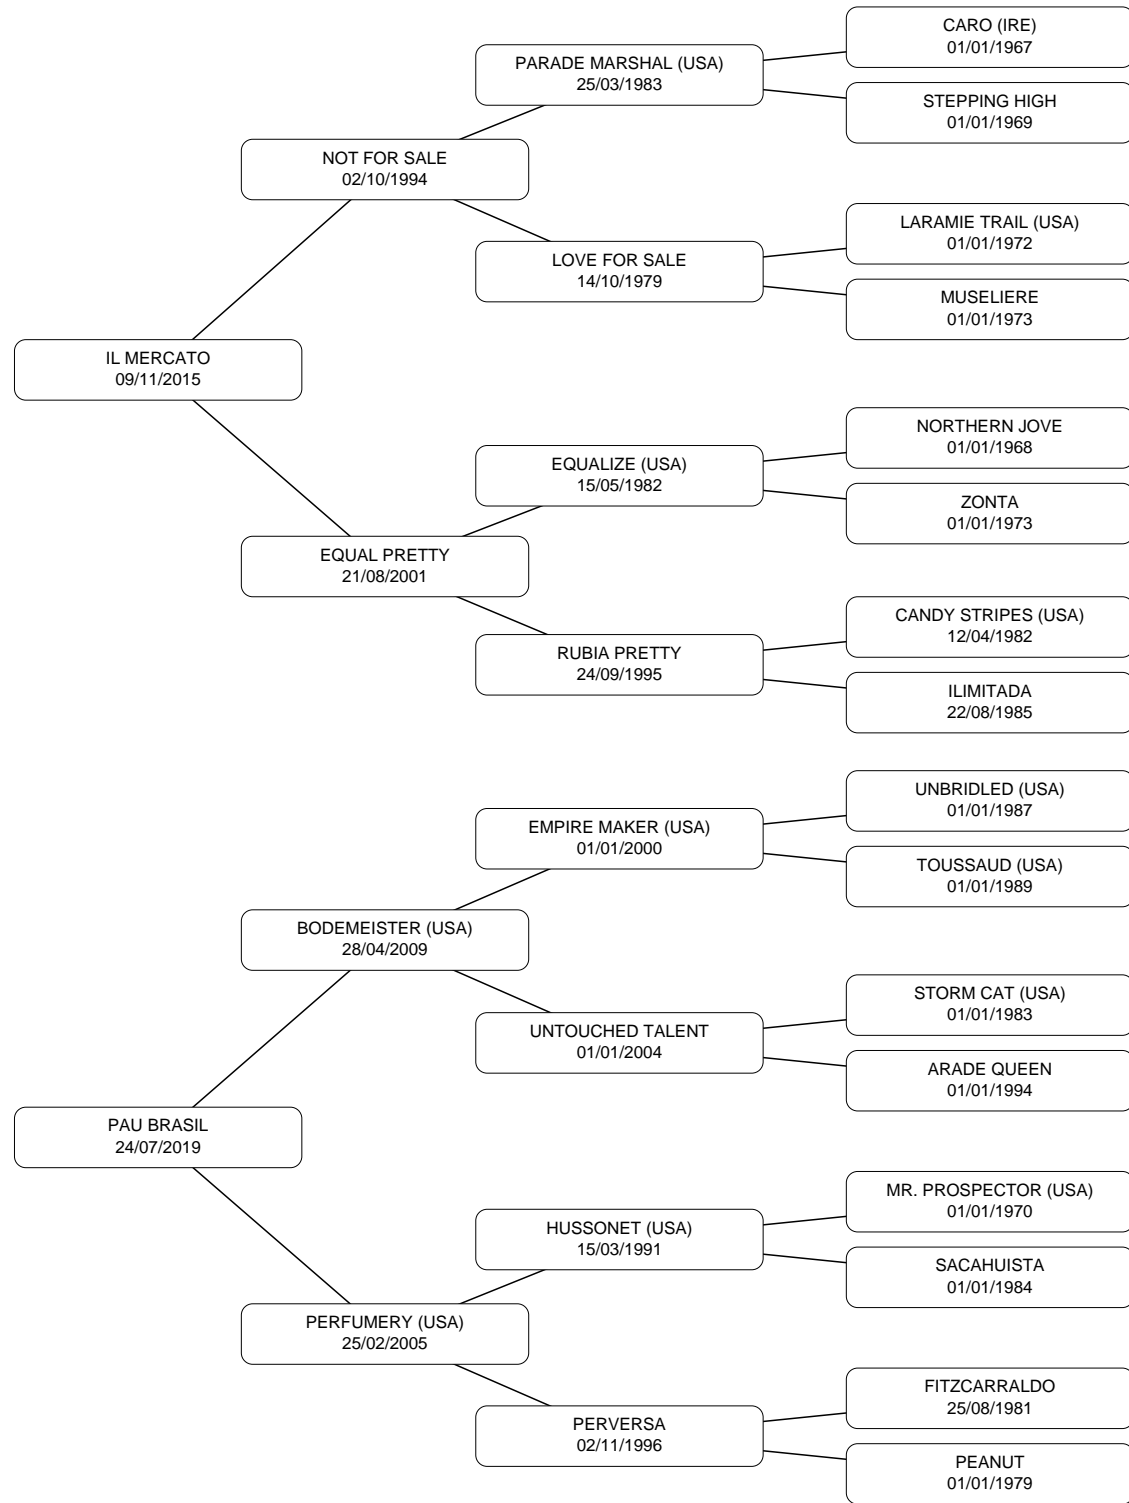 CARO (IRE)
01/01/1967
PARADE MARSHAL (USA)
25/03/1983
STEPPING HIGH
01/01/1969
NOT FOR SALE
02/10/1994
LARAMIE TRAIL (USA)
01/01/1972
LOVE FOR SALE
14/10/1979
MUSELIERE
01/01/1973
IL MERCATO
09/11/2015
NORTHERN JOVE
01/01/1968
EQUALIZE (USA)
15/05/1982
ZONTA
01/01/1973
EQUAL PRETTY
21/08/2001
CANDY STRIPES (USA)
12/04/1982
RUBIA PRETTY
24/09/1995
ILIMITADA
22/08/1985
UNBRIDLED (USA)
01/01/1987
EMPIRE MAKER (USA)
01/01/2000
TOUSSAUD (USA)
01/01/1989
BODEMEISTER (USA)
28/04/2009
STORM CAT (USA)
01/01/1983
UNTOUCHED TALENT
01/01/2004
ARADE QUEEN
01/01/1994
PAU BRASIL
24/07/2019
MR. PROSPECTOR (USA)
01/01/1970
HUSSONET (USA)
15/03/1991
SACAHUISTA
01/01/1984
PERFUMERY (USA)
25/02/2005
FITZCARRALDO
25/08/1981
PERVERSA
02/11/1996
PEANUT
01/01/1979